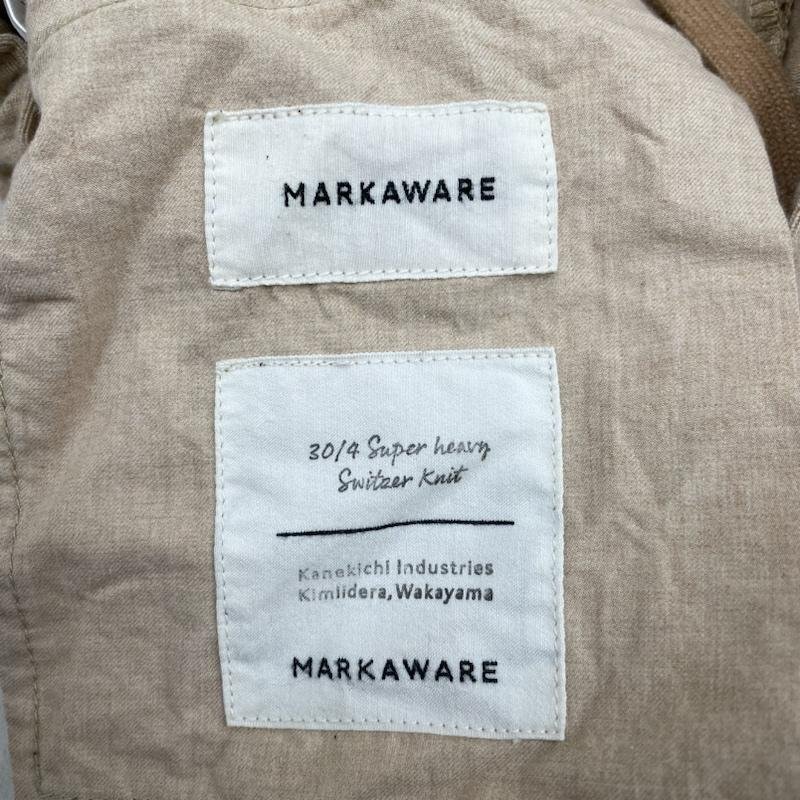 MARKAWARE
30/4 Super heavy
Switzer Knit
Kanekichi Industries
Kimiidera, Wakayama
MARKAWARE